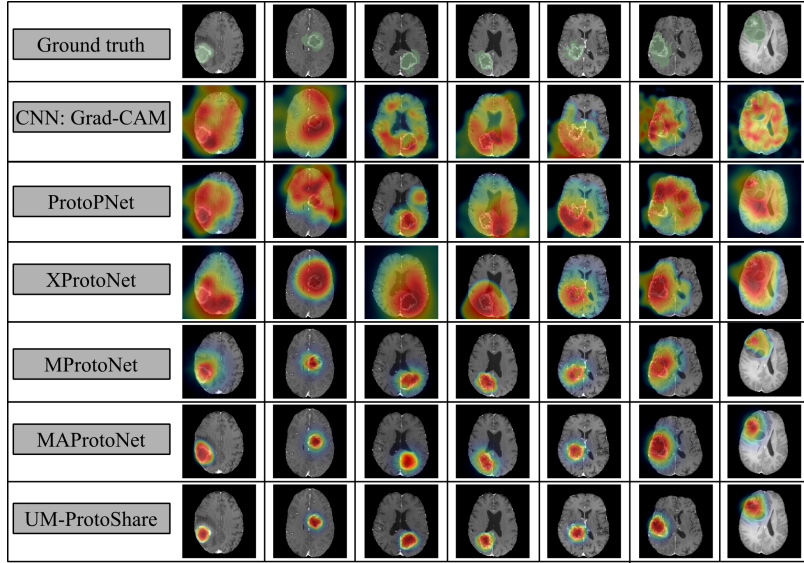 Ground truth
CNN: Grad-CAM
ProtoPNet
XProtoNet
MProtoNet
MAProtoNet
UM-ProtoShare